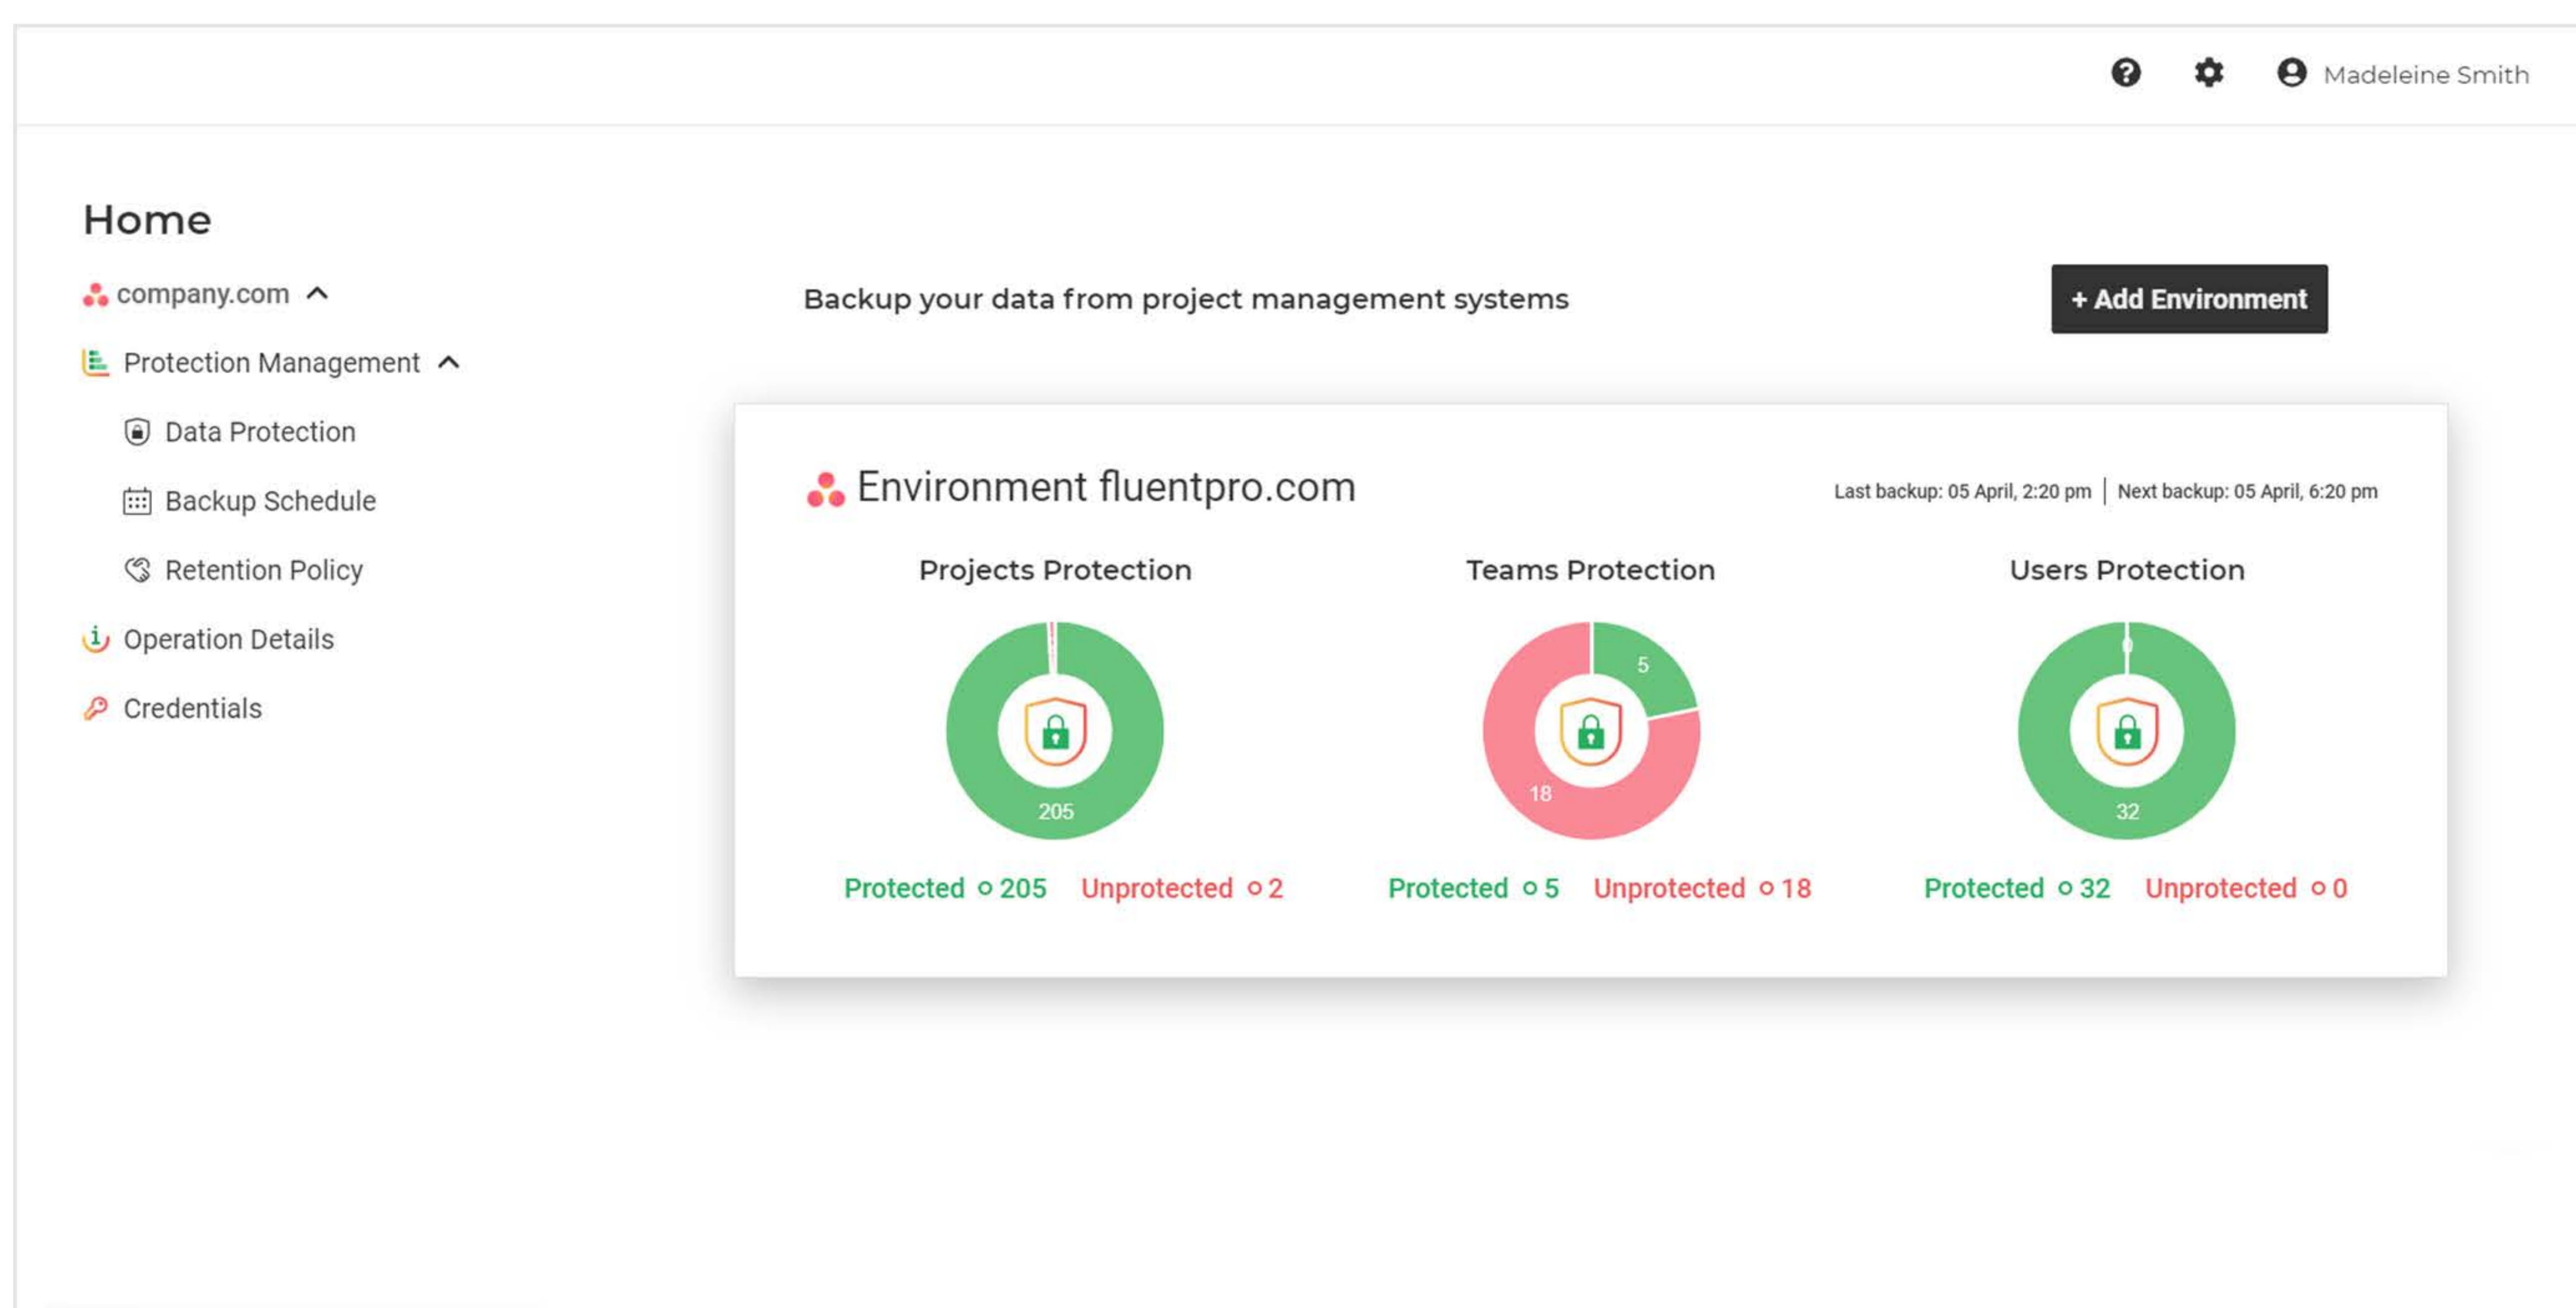 Madeleine Smith
Home
company.com
Protection Management
Data Protection
Backup Schedule
Retention Policy
Operation Details
Credentials
Backup your data from project management systems
+ Add Environment
Environment fluentpro.com
Last backup: 05 April, 2:20 pm | Next backup: 05 April, 6:20 pm
Projects Protection
205
Protected 205 Unprotected 2
Teams Protection
5
18
Protected 5 Unprotected 18
Users Protection
0
32
Protected 32 Unprotected 0